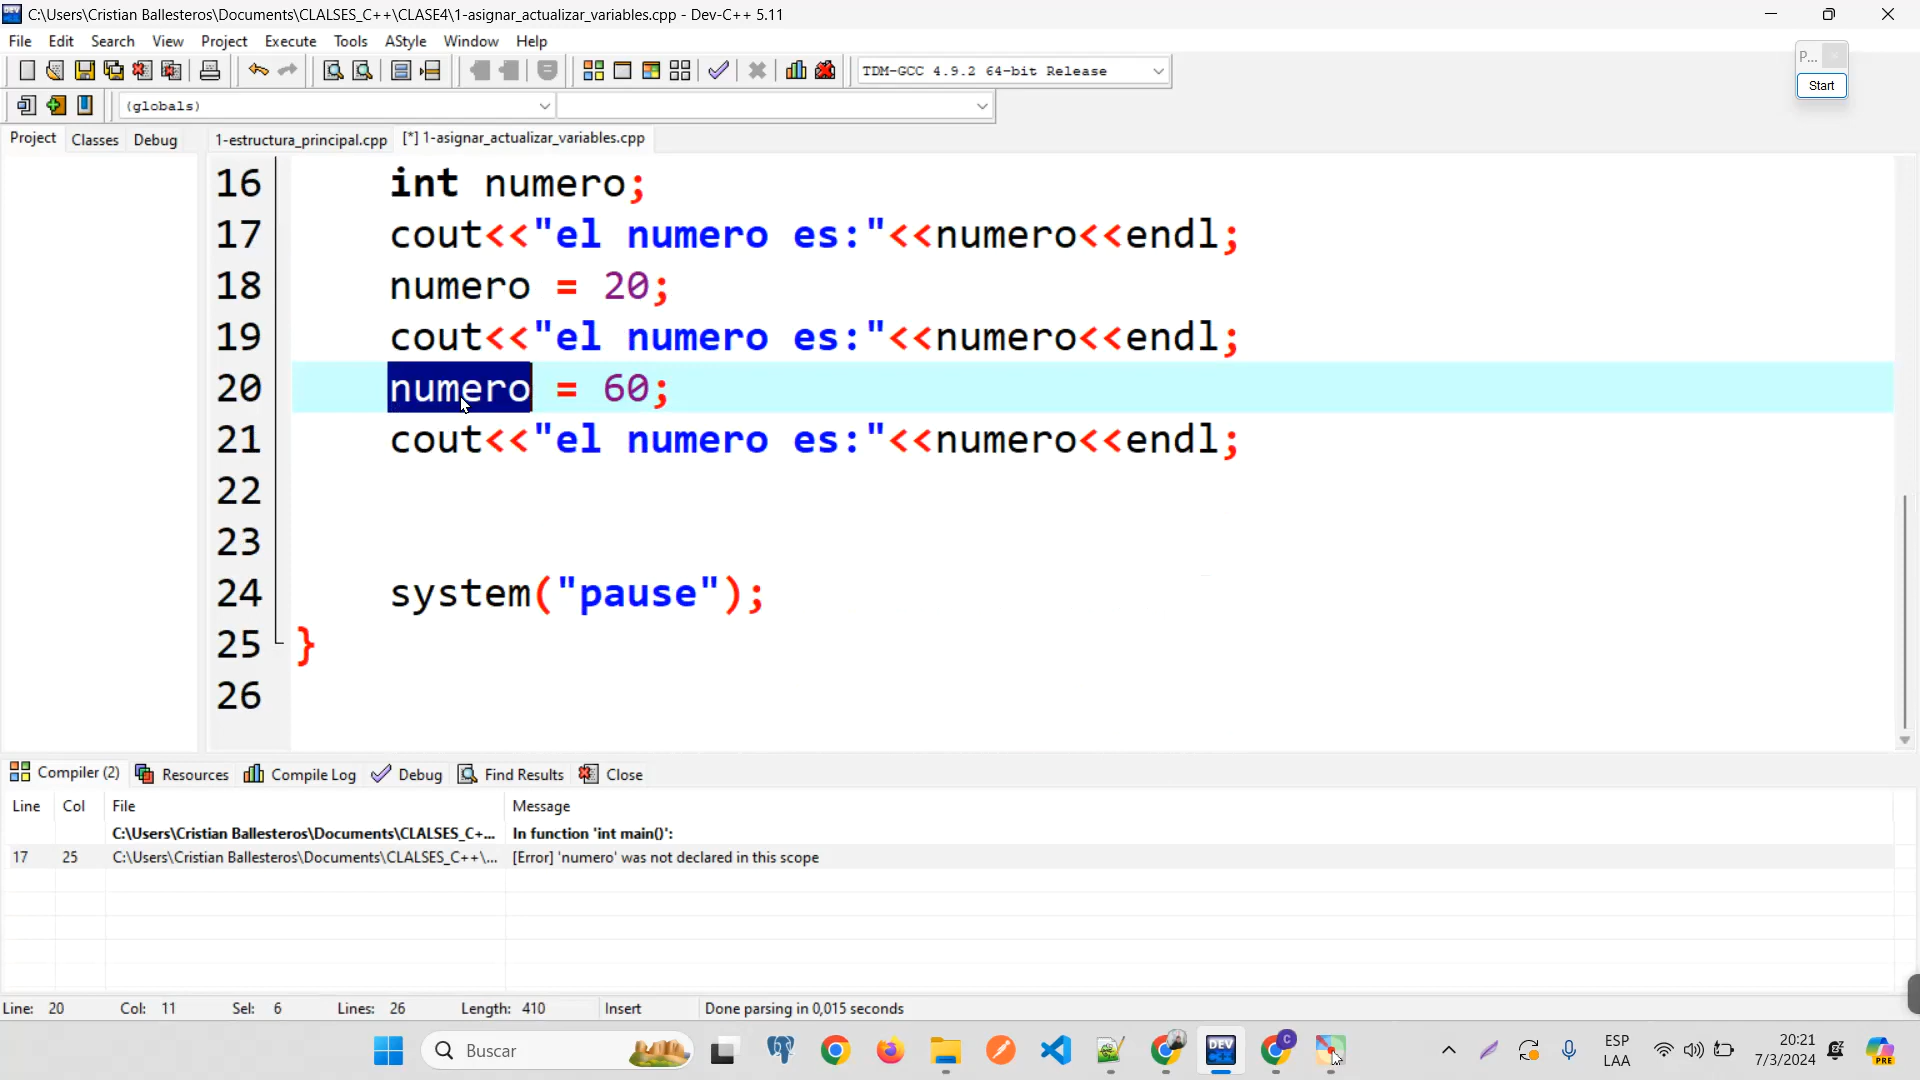 C:\Users\Cristian Ballesteros\Documents\CLALSES_C++\CLASE4\1-asignar_actualizar_variables.cpp - Dev-C++ 5.11
File Edit Search View Project Execute Tools AStyle Window Help
P...
Start
TDM-GCC 4.9.2 64-bit Release
(globals)
Project Classes Debug
1-estructura_principal.cpp [*] 1-asignar_actualizar_variables.cpp
16 int numero;
17 cout<<"el numero es:"<<numero<<endl;
18 numero = 20;
19 cout<<"el numero es:"<<numero<<endl;
20 numero = 60;
21 cout<<"el numero es:"<<numero<<endl;
22
23
24 system("pause");
25 }
26
Compiler (2) Resources Compile Log Debug Find Results Close
Line Col File Message
C:\Users\Cristian Ballesteros\Documents\CLALSES_C+... In function 'int main()':
17 25 C:\Users\Cristian Ballesteros\Documents\CLALSES_C++\... [Error] 'numero' was not declared in this scope
Line: 20 Col: 11 Sel: 6 Lines: 26 Length: 410 Insert Done parsing in 0,015 seconds
Buscar
DEV
C
ESP
LAA
20:21
7/3/2024
PRE